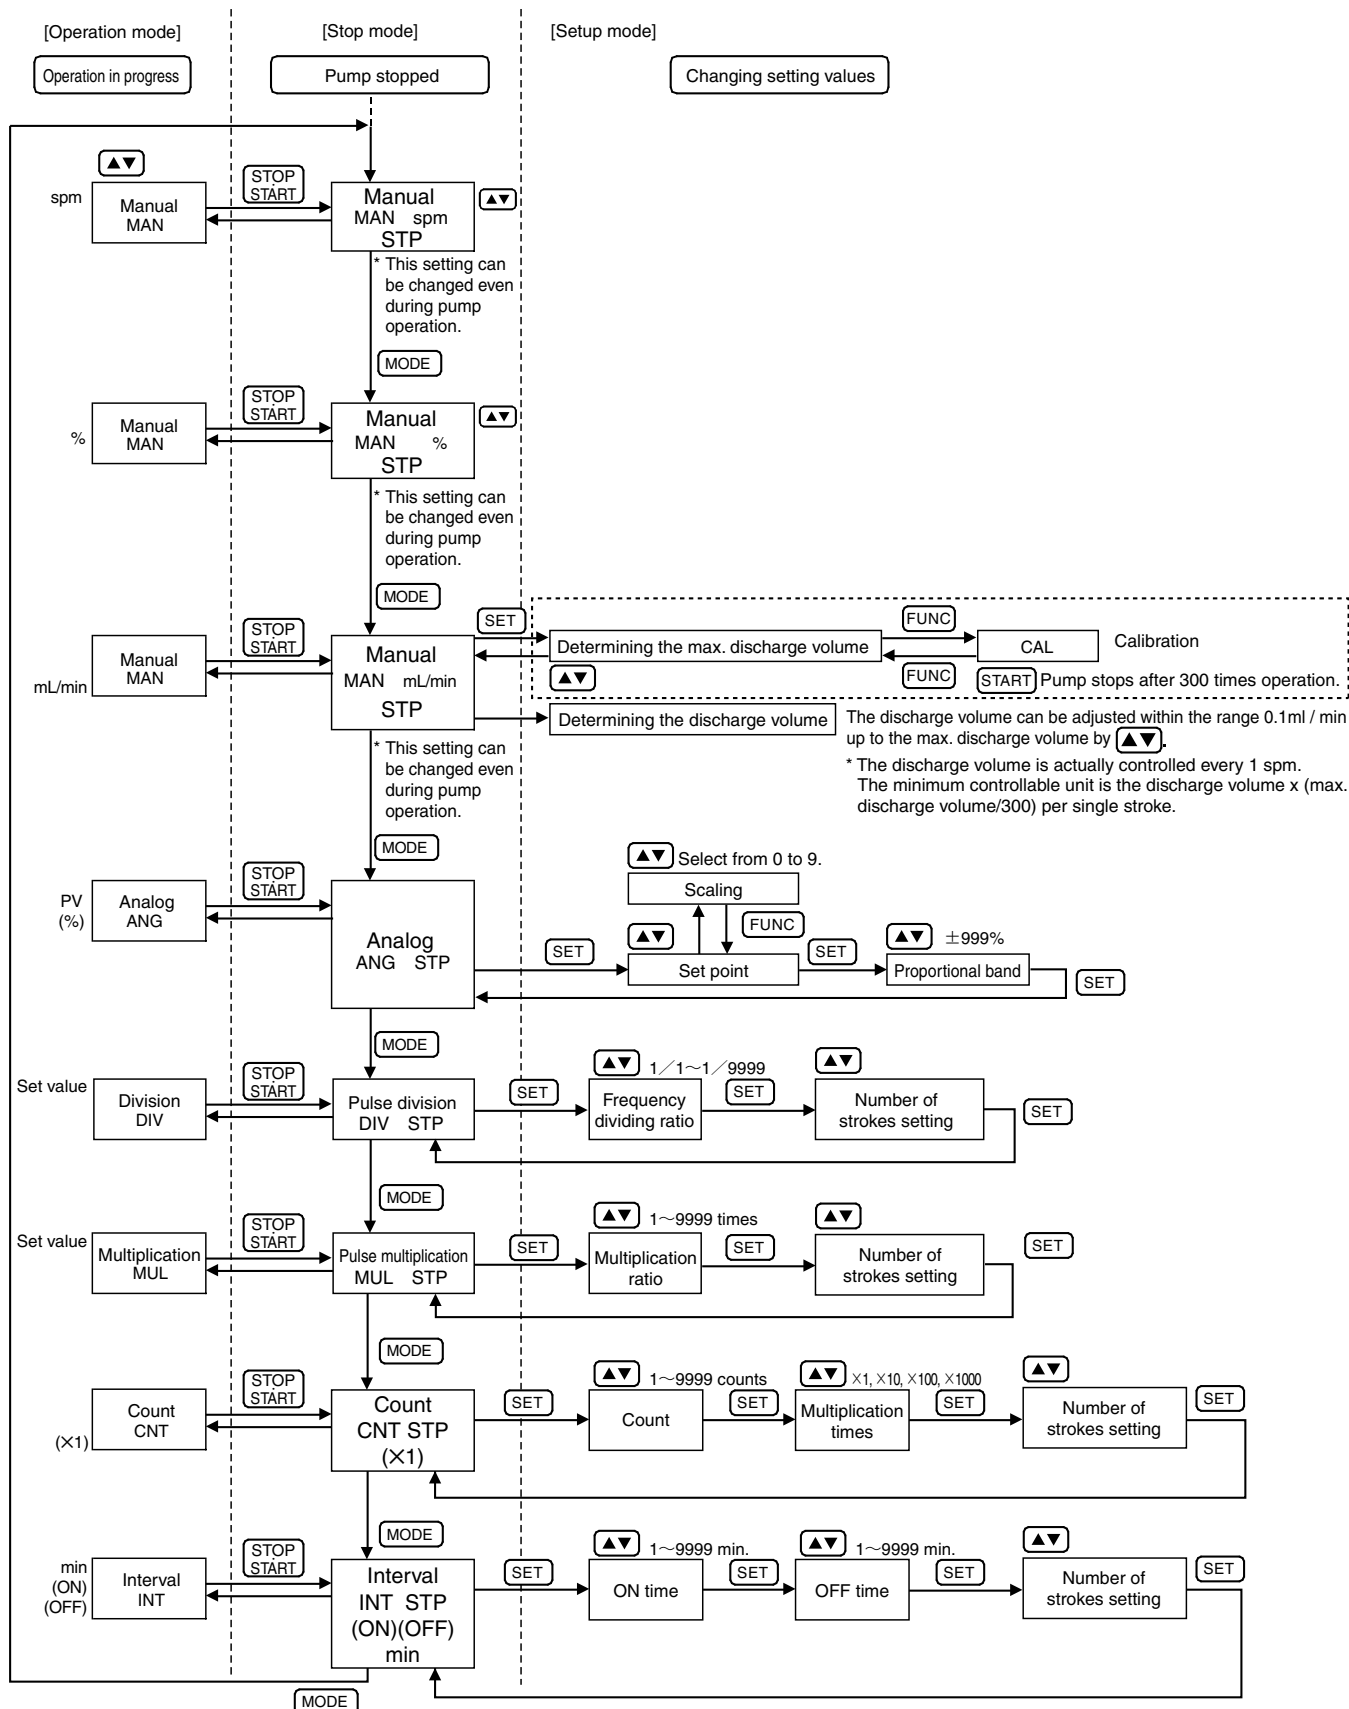 [Operation mode]
[Stop mode]
[Setup mode]
Operation in progress
Pump stopped
Changing setting values
▲▼
spm
Manual
MAN
STOP
START
Manual
MAN spm
STP
▲▼
* This setting can
be changed even
during pump
operation.
MODE
%
Manual
MAN
STOP
START
Manual
MAN %
STP
▲▼
* This setting can
be changed even
during pump
operation.
MODE
mL/min
Manual
MAN
STOP
START
Manual
MAN mL/min
STP
SET
Determining the max. discharge volume
▲▼
FUNC
FUNC
CAL
Calibration
START Pump stops after 300 times operation.
Determining the discharge volume
The discharge volume can be adjusted within the range 0.1ml / min
up to the max. discharge volume by ▲▼.
* The discharge volume is actually controlled every 1 spm.
The minimum controllable unit is the discharge volume x (max.
discharge volume/300) per single stroke.
* This setting can
be changed even
during pump
operation.
MODE
PV
(%)
Analog
ANG
STOP
START
Analog
ANG STP
SET
▲▼ Select from 0 to 9.
Scaling
FUNC
▲▼
Set point
SET
▲▼ ±999%
Proportional band
SET
MODE
Set value
Division
DIV
STOP
START
Pulse division
DIV STP
SET
▲▼ 1／1～1／9999
Frequency
dividing ratio
SET
▲▼
Number of
strokes setting
SET
MODE
Set value
Multiplication
MUL
STOP
START
Pulse multiplication
MUL STP
SET
▲▼ 1～9999 times
Multiplication
ratio
SET
▲▼
Number of
strokes setting
SET
MODE
(×1)
Count
CNT
STOP
START
Count
CNT STP
(×1)
SET
▲▼ 1～9999 counts
Count
SET
▲▼ ×1, ×10, ×100, ×1000
Multiplication
times
SET
▲▼
Number of
strokes setting
SET
MODE
min
(ON)
(OFF)
Interval
INT
STOP
START
Interval
INT STP
(ON)(OFF)
min
SET
▲▼ 1～9999 min.
ON time
SET
▲▼ 1～9999 min.
OFF time
SET
▲▼
Number of
strokes setting
SET
MODE